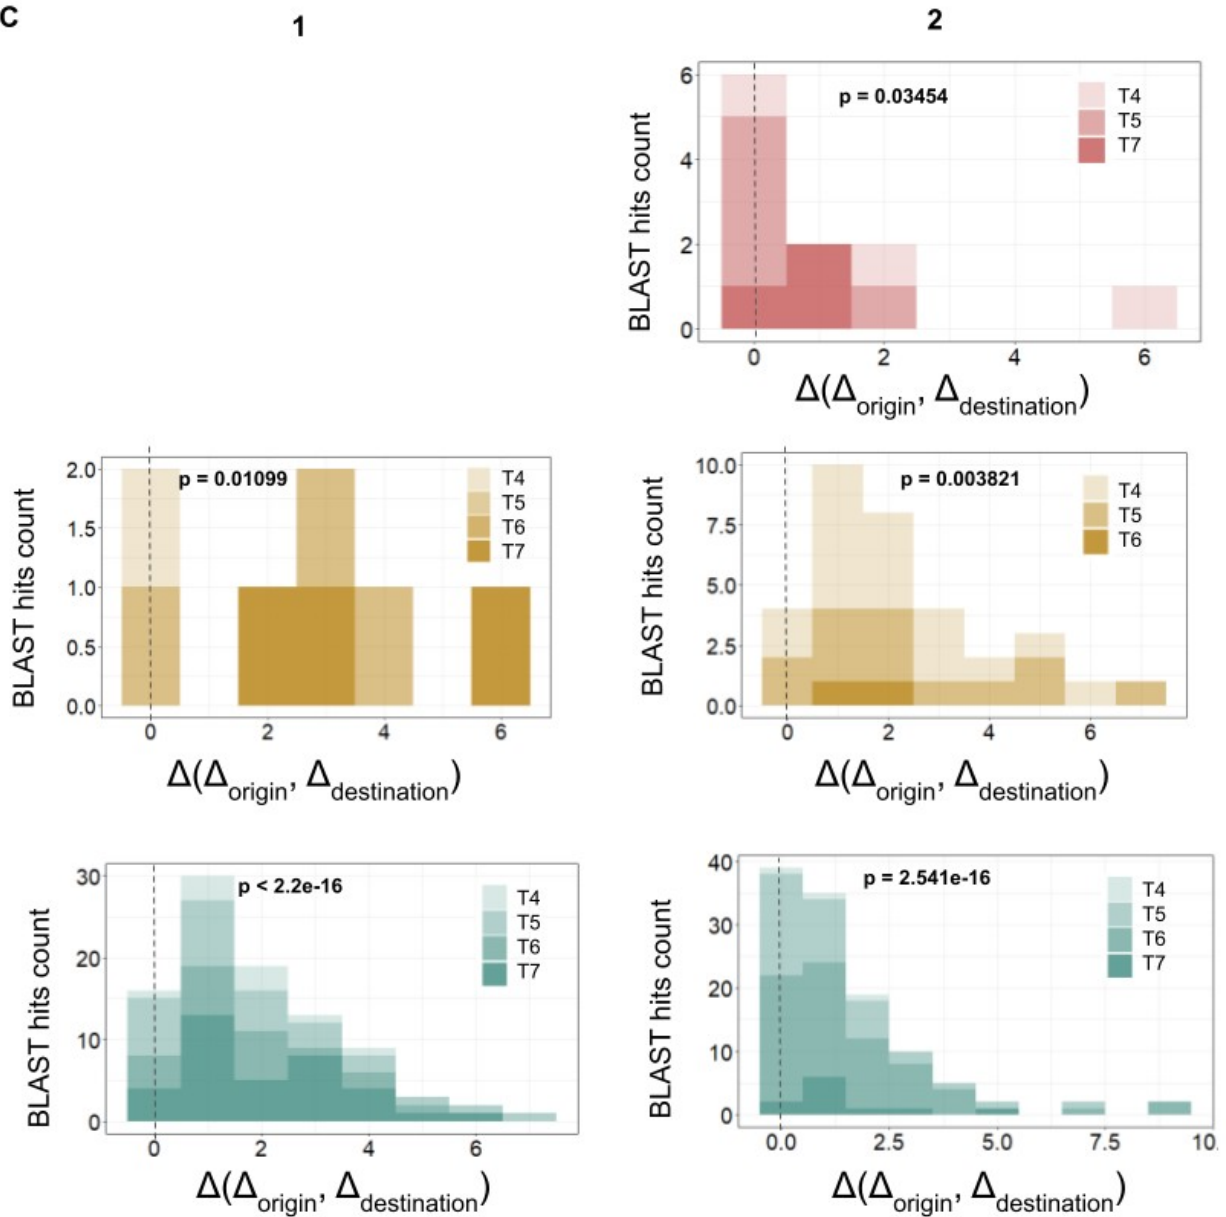 C
1
2
6
4
2
0
BLAST hits count
p = 0.03454
T4
T5
T7
0 2 4 6
Δ(Δorigin, Δdestination)
2.0
1.5
1.0
0.5
0.0
BLAST hits count
p = 0.01099
T4
T5
T6
T7
0 2 4 6
Δ(Δorigin, Δdestination)
10.0
7.5
5.0
2.5
0.0
BLAST hits count
p = 0.003821
T4
T5
T6
0 2 4 6
Δ(Δorigin, Δdestination)
30
20
10
0
BLAST hits count
p < 2.2e-16
T4
T5
T6
T7
0 2 4 6
Δ(Δorigin, Δdestination)
40
30
20
10
0
BLAST hits count
p = 2.541e-16
T4
T5
T6
T7
0.0 2.5 5.0 7.5 10.
Δ(Δorigin, Δdestination)